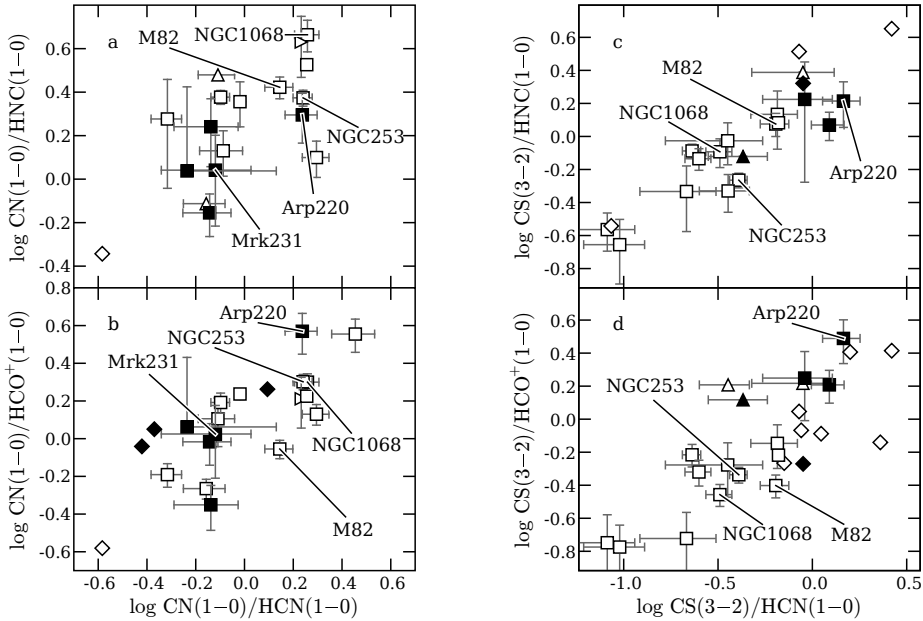 a
NGC1068
M82
NGC253
Arp220
Mrk231
log CN(1−0)/HNC(1−0)
0.6
0.4
0.2
0.0
-0.2
-0.4
c
M82
NGC1068
Arp220
NGC253
log CS(3−2)/HNC(1−0)
0.6
0.4
0.2
0.0
-0.2
-0.4
-0.6
-0.8
b
Arp220
NGC253
Mrk231
NGC1068
M82
log CN(1−0)/HCO⁺(1−0)
0.8
0.6
0.4
0.2
0.0
-0.2
-0.4
-0.6
-0.6 -0.4 -0.2 0.0 0.2 0.4 0.6
log CN(1−0)/HCN(1−0)
d
Arp220
NGC253
NGC1068
M82
log CS(3−2)/HCO⁺(1−0)
0.6
0.4
0.2
0.0
-0.2
-0.4
-0.6
-0.8
-1.0 -0.5 0.0 0.5
log CS(3−2)/HCN(1−0)